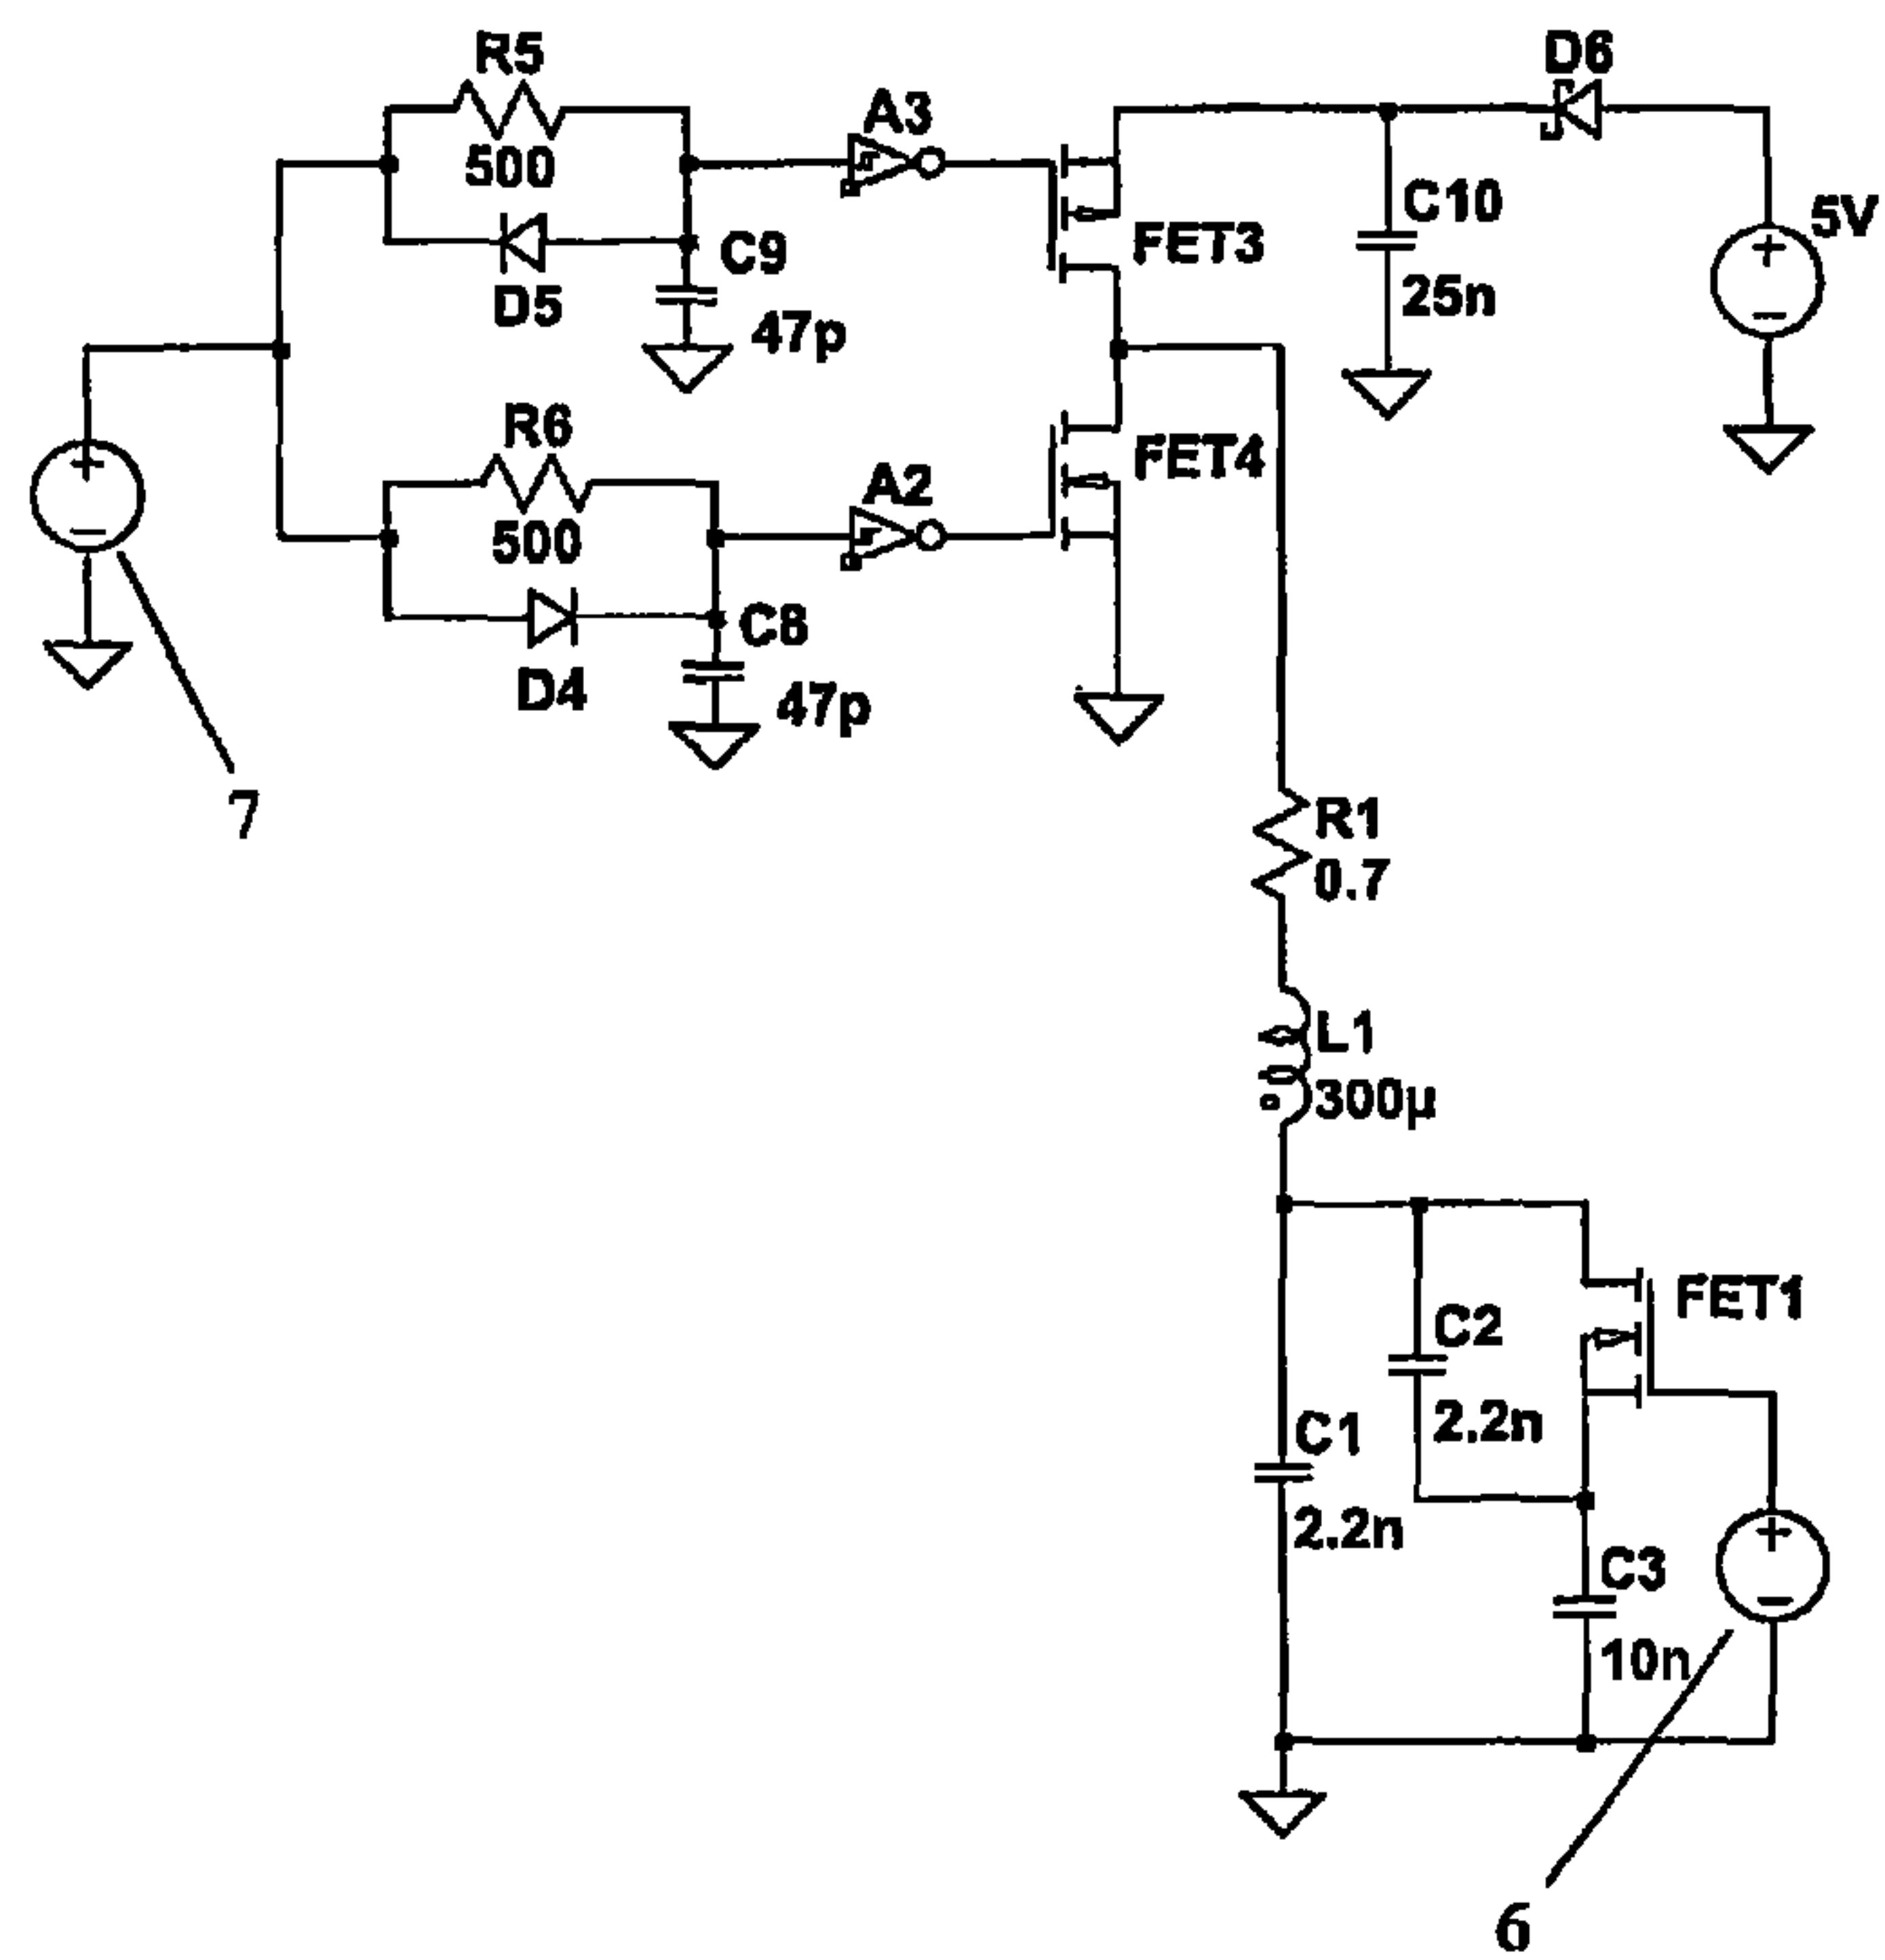 R5
500
D5
C9
47p
A3
FET3
D6
C10
25n
5V
R6
500
D4
C8
47p
A2
FET4
7
R1
0.7
L1
300µ
C1
2.2n
C2
2.2n
FET1
C3
10n
6